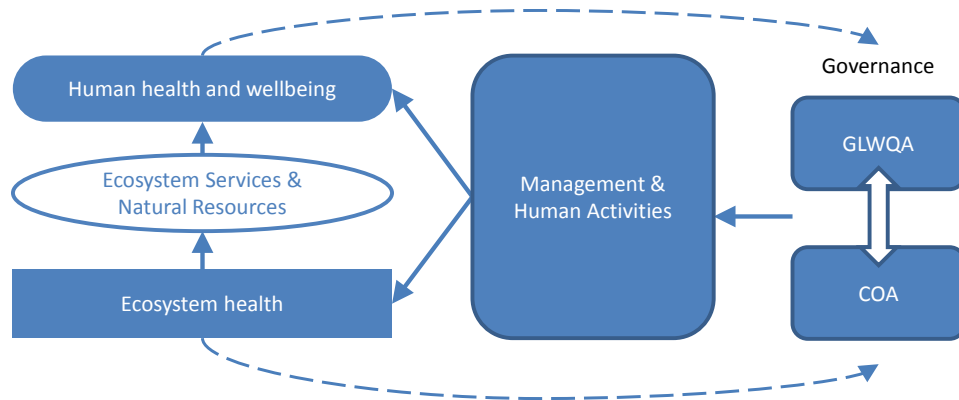 Human health and wellbeing
Ecosystem Services &
Natural Resources
Ecosystem health
Management &
Human Activities
Governance
GLWQA
COA